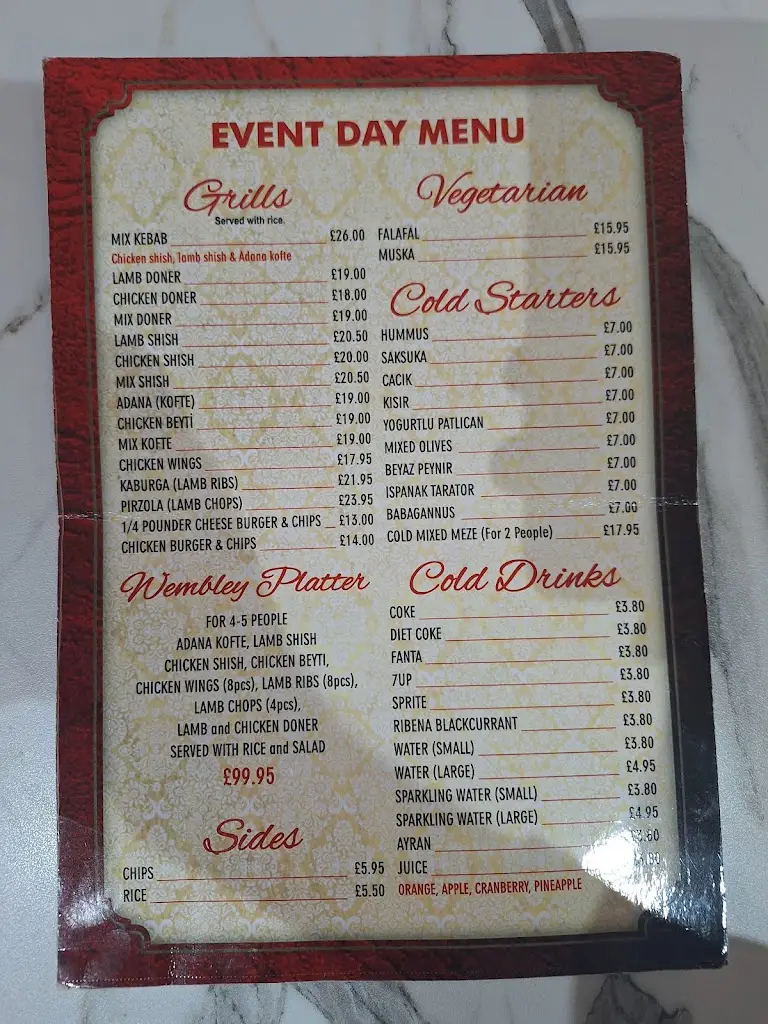 EVENT DAY MENU
Grills
Served with rice.
MIX KEBAB £26.00
Chicken shish, lamb shish & Adana kofte
LAMB DONER £19.00
CHICKEN DONER £18.00
MIX DONER £19.00
LAMB SHISH £20.50
CHICKEN SHISH £20.00
MIX SHISH £20.50
ADANA (KOFTE) £19.00
CHICKEN BEYTİ £19.00
MIX KOFTE £19.00
CHICKEN WINGS £17.95
KABURGA (LAMB RIBS) £21.95
PIRZOLA (LAMB CHOPS) £23.95
1/4 POUNDER CHEESE BURGER & CHIPS £13.00
CHICKEN BURGER & CHIPS £14.00
Wembley Platter
FOR 4-5 PEOPLE
ADANA KOFTE, LAMB SHISH
CHICKEN SHISH, CHICKEN BEYTI,
CHICKEN WINGS (8pcs), LAMB RIBS (8pcs),
LAMB CHOPS (4pcs),
LAMB and CHICKEN DONER
SERVED WITH RICE and SALAD
£99.95
Sides
CHIPS £5.95
RICE £5.50
Vegetarian
FALAFAL £15.95
MUSKA £15.95
Cold Starters
HUMMUS £7.00
SAKSUKA £7.00
CACIK £7.00
KISIR £7.00
YOGURTLU PATLICAN £7.00
MIXED OLIVES £7.00
BEYAZ PEYNIR £7.00
ISPANAK TARATOR £7.00
BABAGANNUS £7.00
COLD MIXED MEZE (For 2 People) £17.95
Cold Drinks
COKE £3.80
DIET COKE £3.80
FANTA £3.80
7UP £3.80
SPRITE £3.80
RIBENA BLACKCURRANT £3.80
WATER (SMALL) £3.80
WATER (LARGE) £4.95
SPARKLING WATER (SMALL) £3.80
SPARKLING WATER (LARGE) £4.95
AYRAN
JUICE
ORANGE, APPLE, CRANBERRY, PINEAPPLE